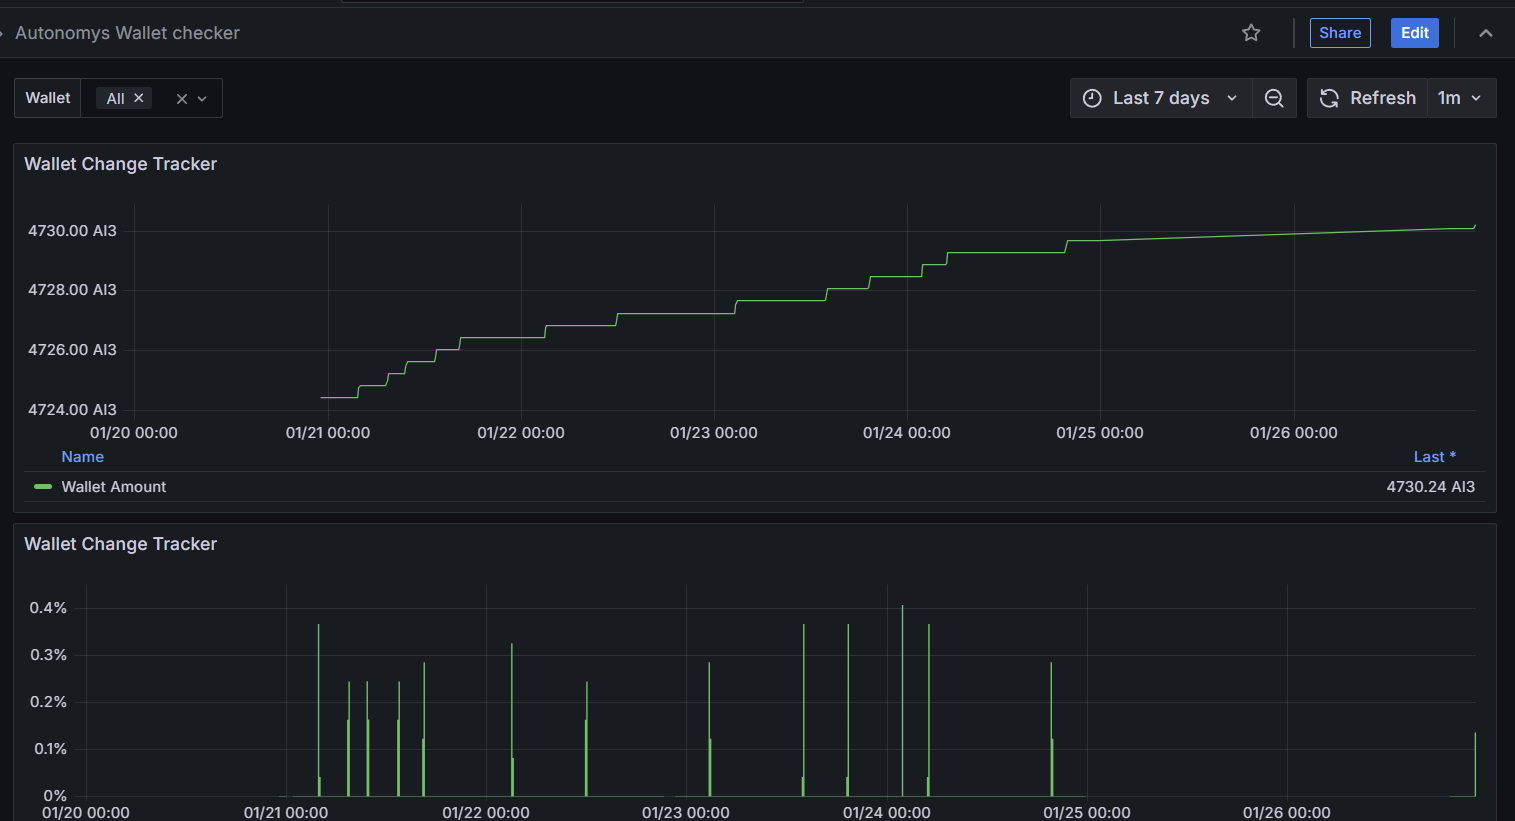 Autonomys Wallet checker
Share
Edit
Wallet
All
Last 7 days
Refresh
1m
Wallet Change Tracker
4730.00 AI3
4728.00 AI3
4726.00 AI3
4724.00 AI3
01/20 00:00 01/21 00:00 01/22 00:00 01/23 00:00 01/24 00:00 01/25 00:00 01/26 00:00
Name Last *
Wallet Amount 4730.24 AI3
Wallet Change Tracker
0.4%
0.3%
0.2%
0.1%
0%
01/20 00:00 01/21 00:00 01/22 00:00 01/23 00:00 01/24 00:00 01/25 00:00 01/26 00:00